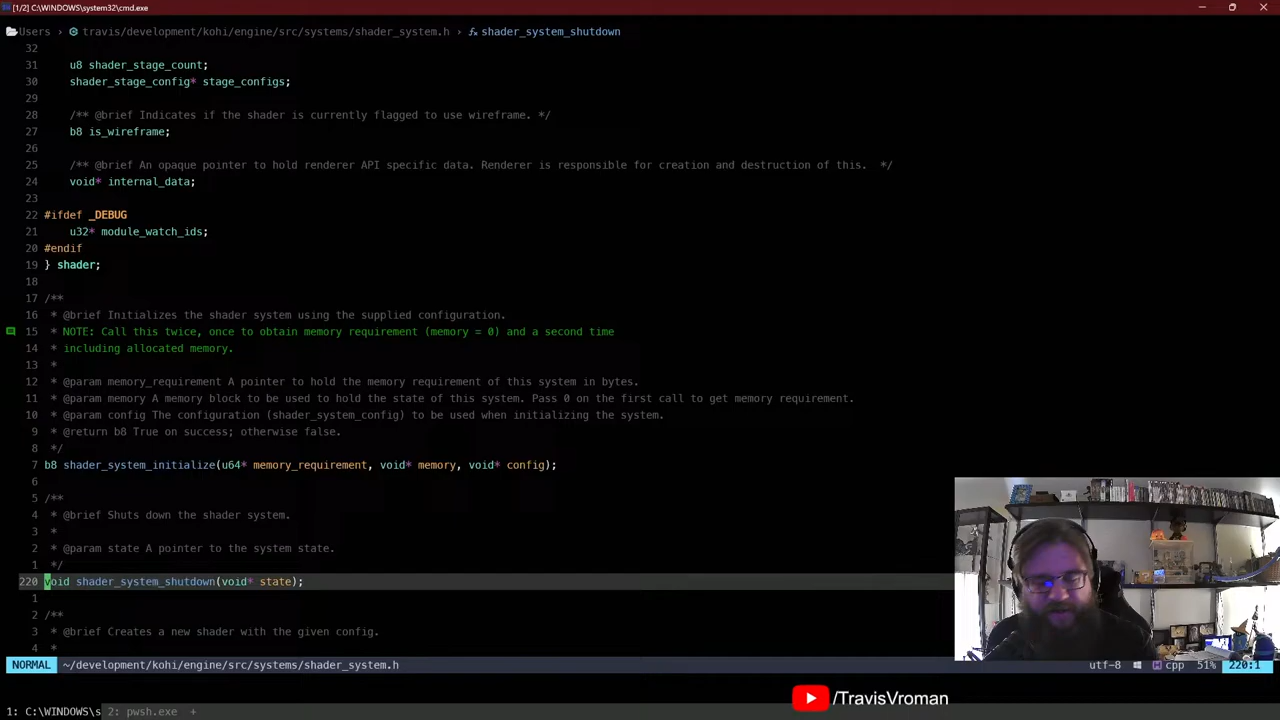 [1/2] C:\WINDOWS\system32\cmd.exe
Users › travis/development/kohi/engine/src/systems/shader_system.h › shader_system_shutdown
32
31 u8 shader_stage_count;
30 shader_stage_config* stage_configs;
29
28 /** @brief Indicates if the shader is currently flagged to use wireframe. */
27 b8 is_wireframe;
26
25 /** @brief An opaque pointer to hold renderer API specific data. Renderer is responsible for creation and destruction of this.  */
24 void* internal_data;
23
22 #ifdef _DEBUG
21 u32* module_watch_ids;
20 #endif
19 } shader;
18
17 /**
16 * @brief Initializes the shader system using the supplied configuration.
15 * NOTE: Call this twice, once to obtain memory requirement (memory = 0) and a second time
14 * including allocated memory.
13 *
12 * @param memory_requirement A pointer to hold the memory requirement of this system in bytes.
11 * @param memory A memory block to be used to hold the state of this system. Pass 0 on the first call to get memory requirement.
10 * @param config The configuration (shader_system_config) to be used when initializing the system.
9 * @return b8 True on success; otherwise false.
8 */
7 b8 shader_system_initialize(u64* memory_requirement, void* memory, void* config);
6
5 /**
4 * @brief Shuts down the shader system.
3 *
2 * @param state A pointer to the system state.
1 */
220 void shader_system_shutdown(void* state);
1
2 /**
3 * @brief Creates a new shader with the given config.
4 *
NORMAL ~/development/kohi/engine/src/systems/shader_system.h utf-8 cpp 51% 220:1
/TravisVroman
1: C:\WINDOWS\s 2: pwsh.exe +